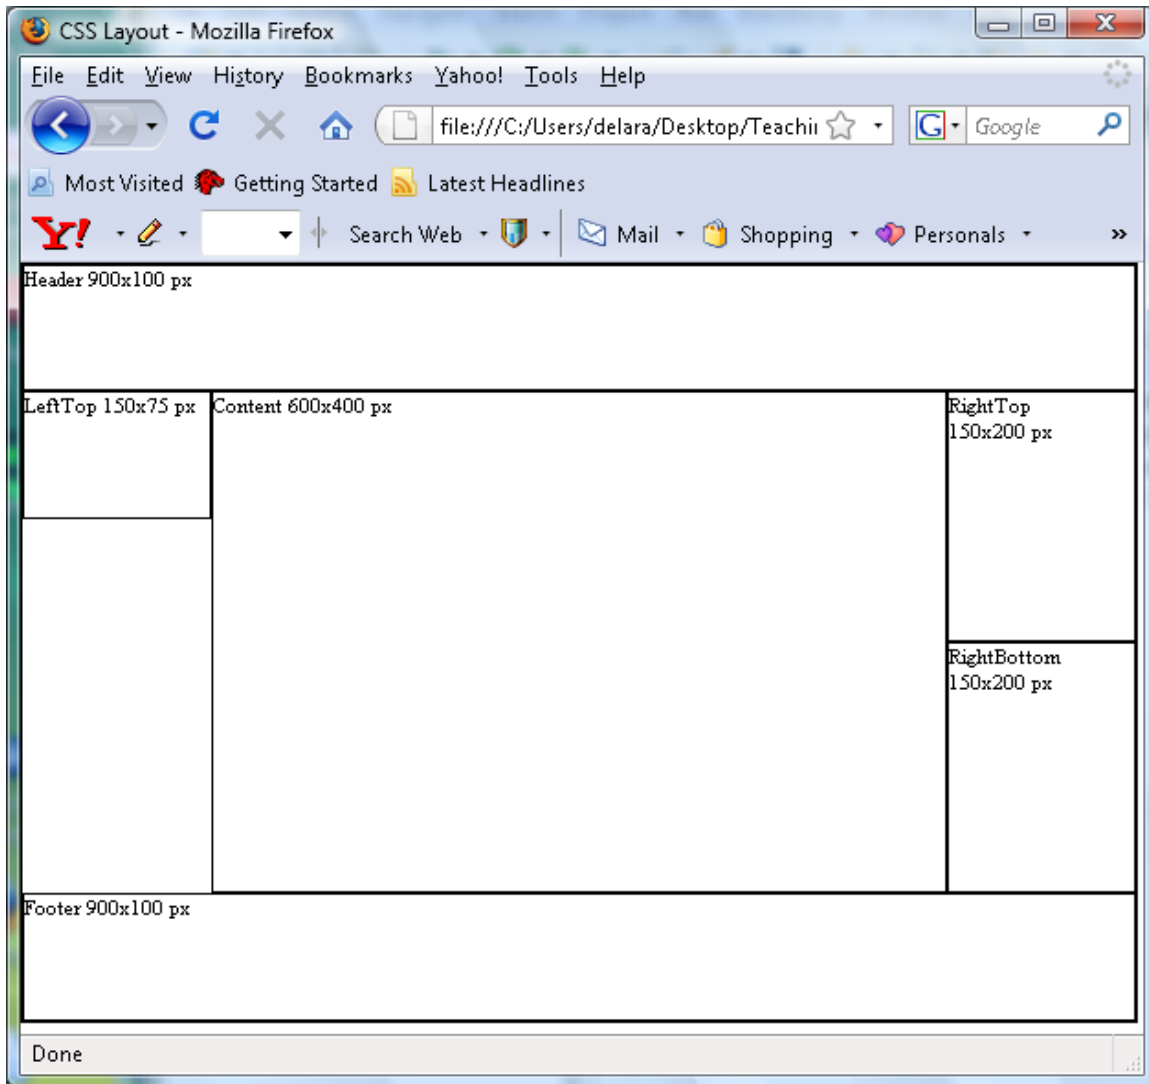 CSS Layout - Mozilla Firefox
File Edit View History Bookmarks Yahoo! Tools Help
file:///C:/Users/delara/Desktop/Teachi G Google
Most Visited Getting Started Latest Headlines
Y! Search Web Mail Shopping Personals »
Header 900x100 px
LeftTop 150x75 px Content 600x400 px RightTop
150x200 px
RightBottom
150x200 px
Footer 900x100 px
Done